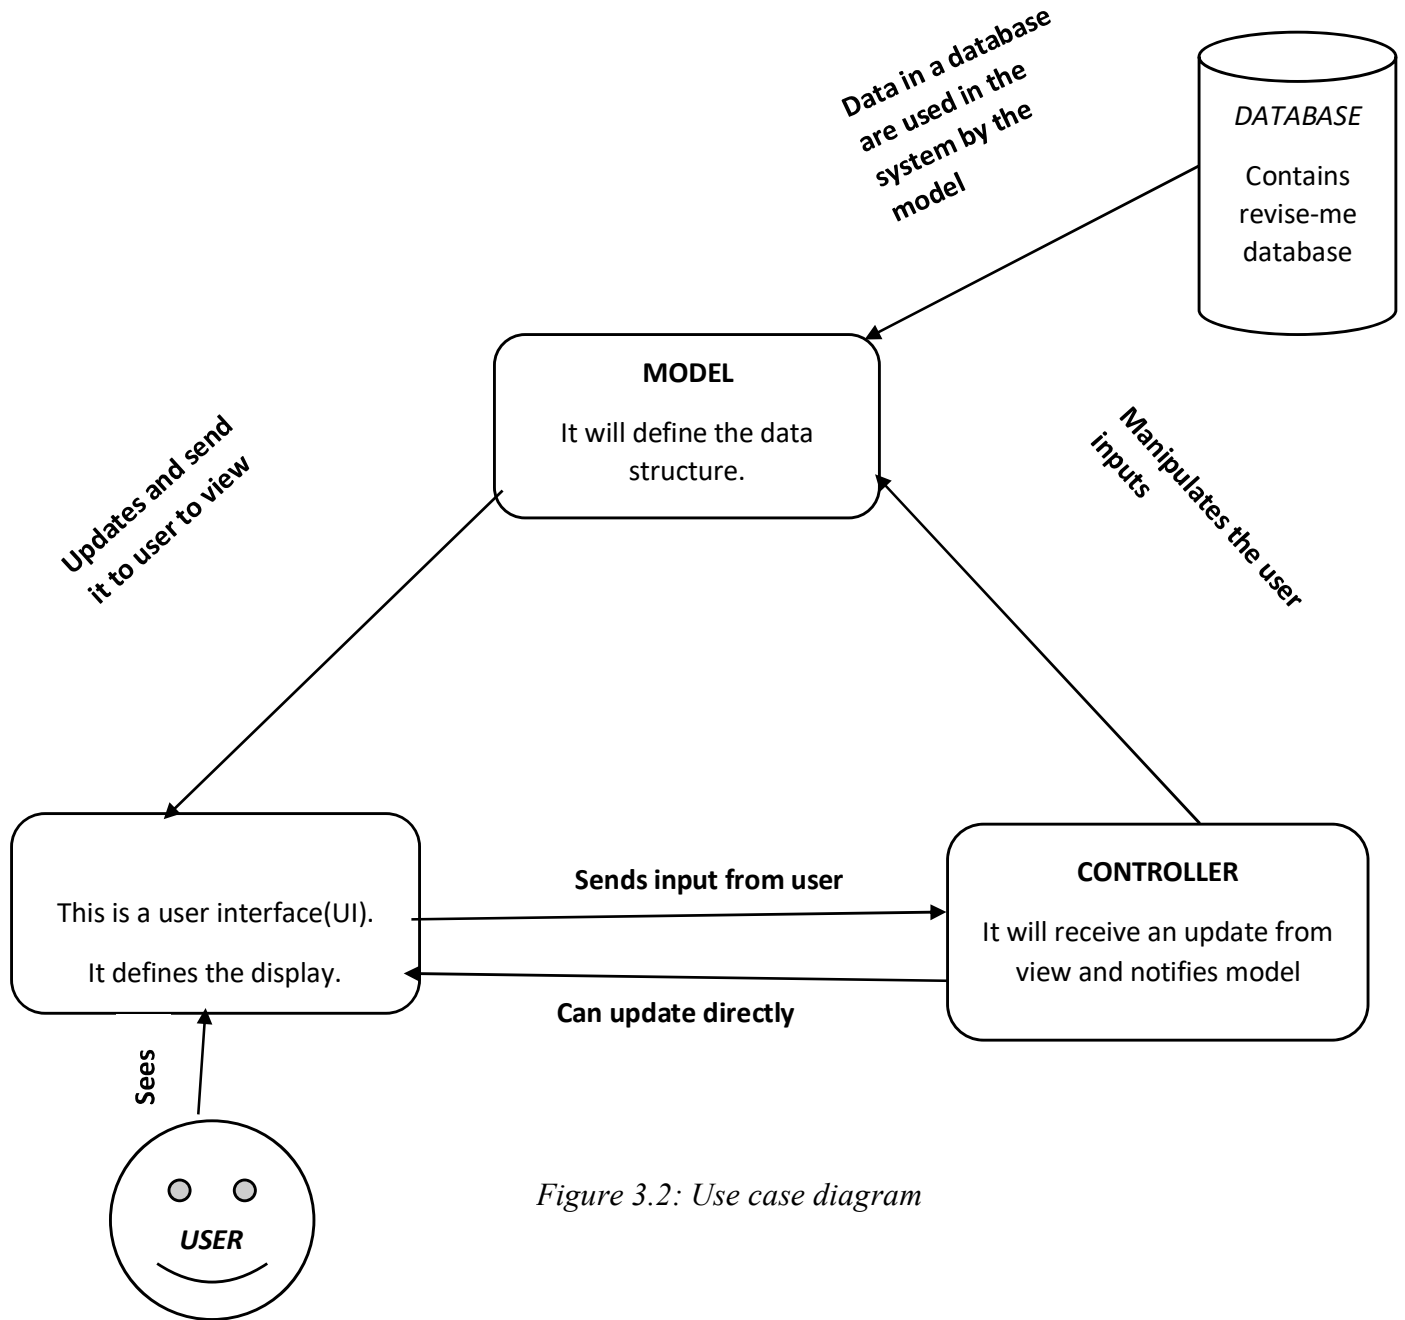 Data in a database
are used in the
system by the
model
DATABASE
Contains
revise-me
database
MODEL
It will define the data
structure.
Updates and send
it to user to view
Manipulates the user
inputs
This is a user interface(UI).
It defines the display.
Sends input from user
Can update directly
CONTROLLER
It will receive an update from
view and notifies model
Sees
USER
Figure 3.2: Use case diagram